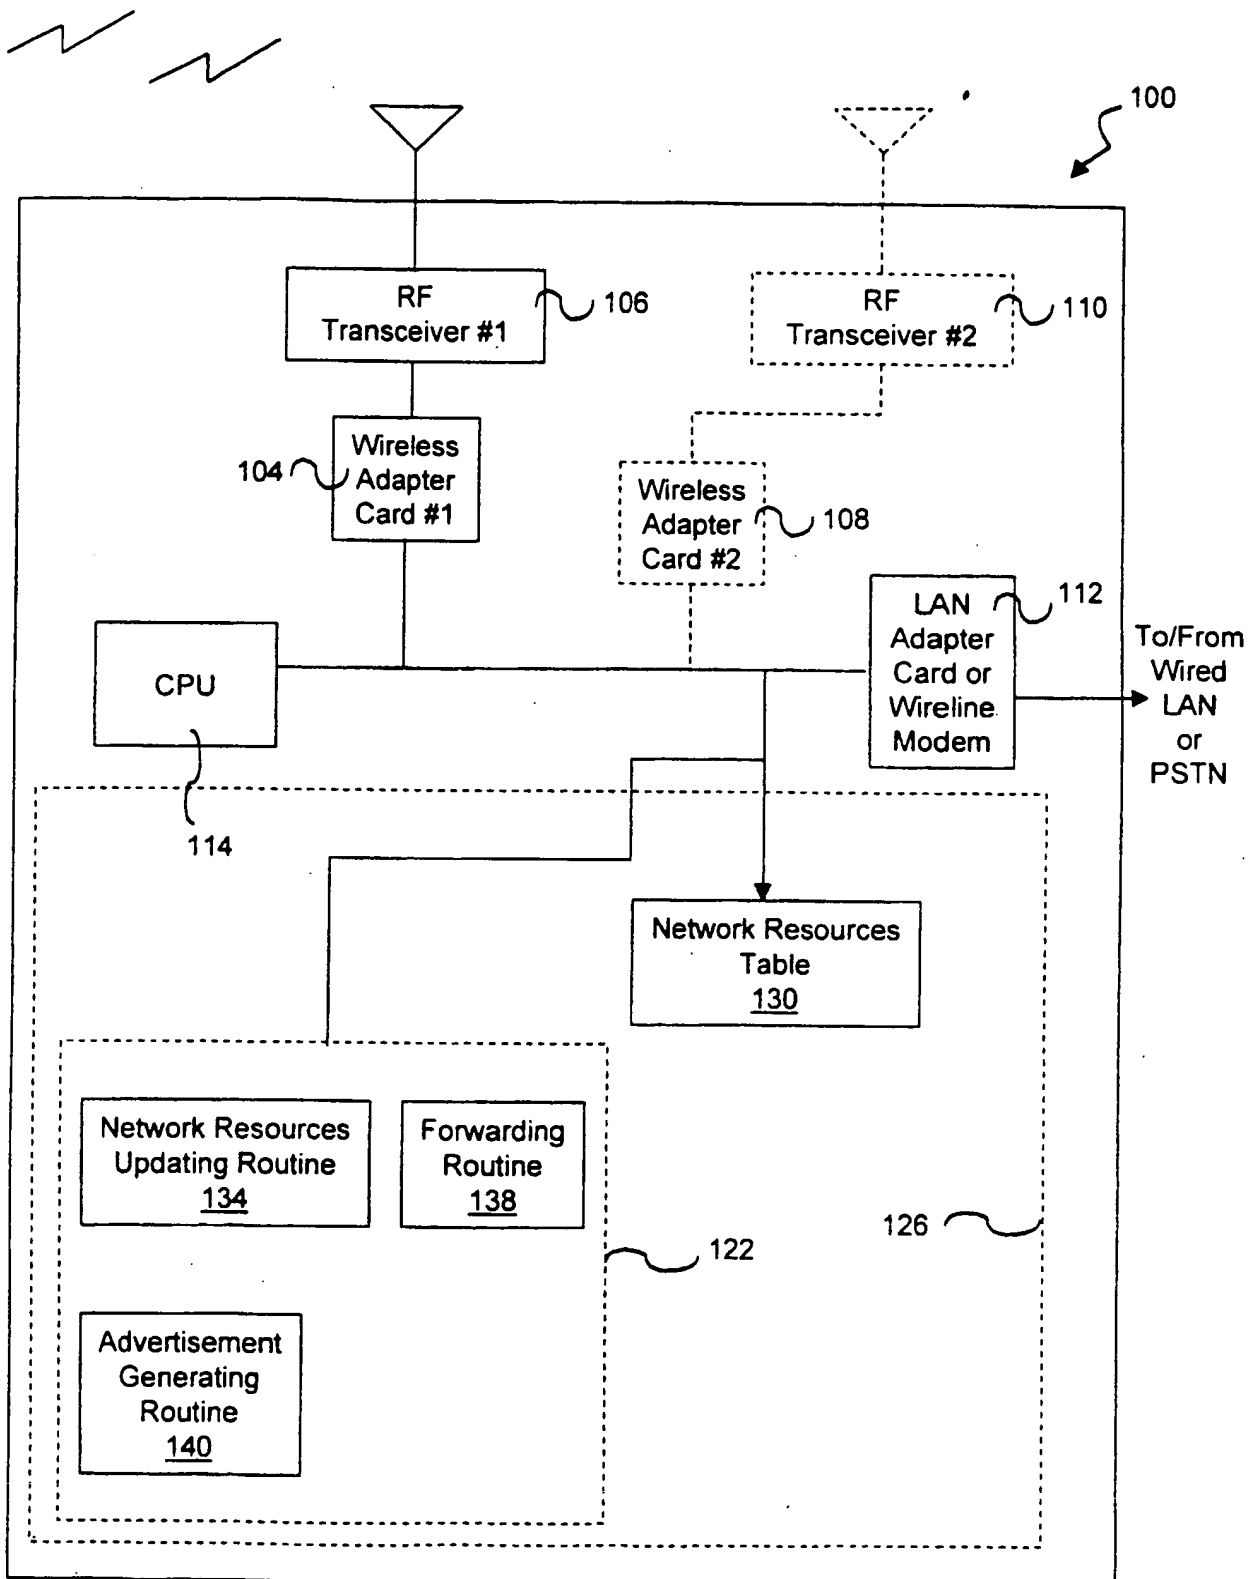 100
RF
Transceiver #1
106
RF
Transceiver #2
110
Wireless
Adapter
Card #1
104
Wireless
Adapter
Card #2
108
LAN
Adapter
Card or
Wireline
Modem
112
To/From
Wired
LAN
or
PSTN
CPU
114
Network Resources
Table
130
Network Resources
Updating Routine
134
Forwarding
Routine
138
122
126
Advertisement
Generating
Routine
140